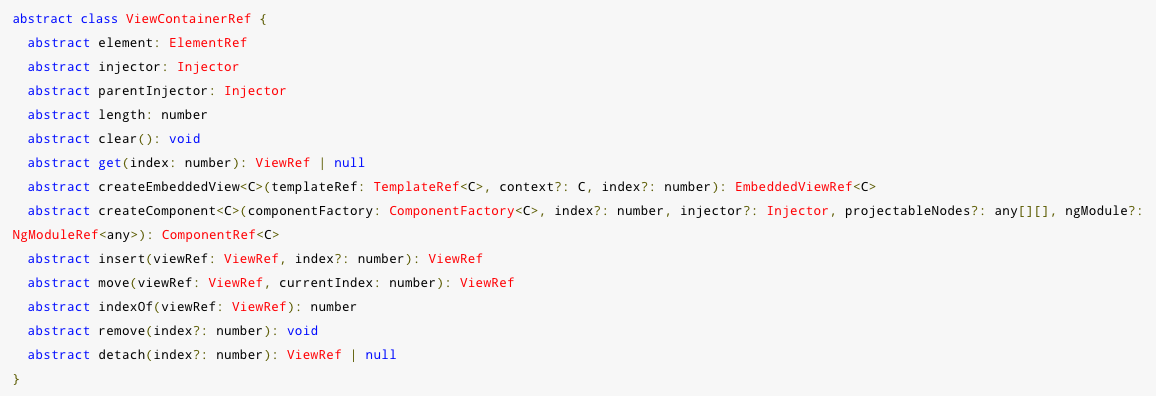 abstract class ViewContainerRef {
  abstract element: ElementRef
  abstract injector: Injector
  abstract parentInjector: Injector
  abstract length: number
  abstract clear(): void
  abstract get(index: number): ViewRef | null
  abstract createEmbeddedView<C>(templateRef: TemplateRef<C>, context?: C, index?: number): EmbeddedViewRef<C>
  abstract createComponent<C>(componentFactory: ComponentFactory<C>, index?: number, injector?: Injector, projectableNodes?: any[][], ngModule?:
NgModuleRef<any>): ComponentRef<C>
  abstract insert(viewRef: ViewRef, index?: number): ViewRef
  abstract move(viewRef: ViewRef, currentIndex: number): ViewRef
  abstract indexOf(viewRef: ViewRef): number
  abstract remove(index?: number): void
  abstract detach(index?: number): ViewRef | null
}